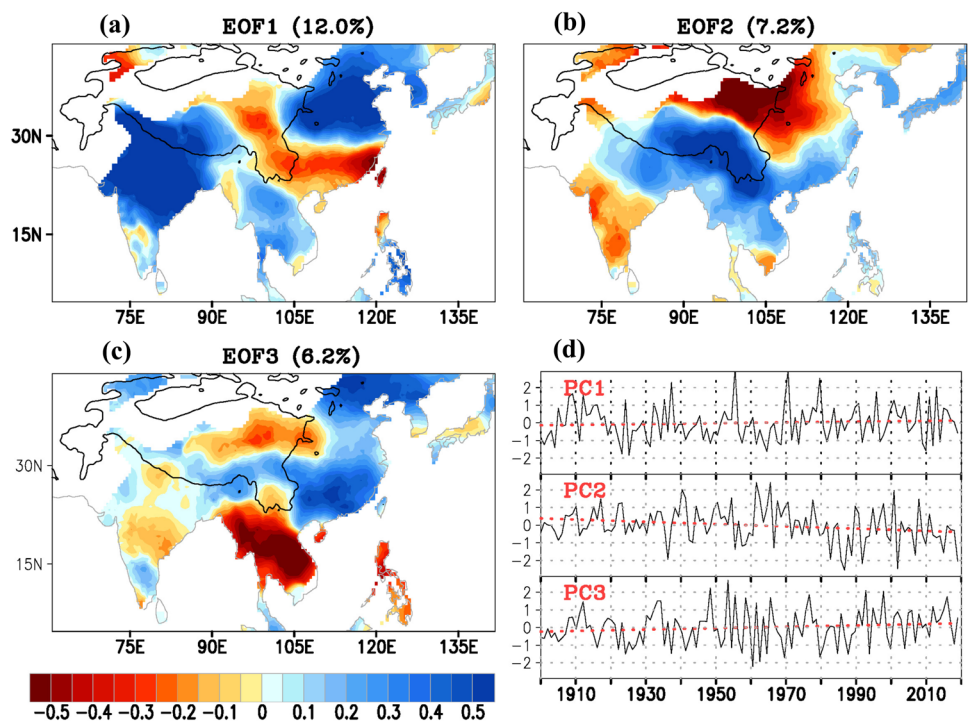 (a) EOF1 (12.0%)
(b) EOF2 (7.2%)
30N
15N
75E 90E 105E 120E 135E
30N
15N
75E 90E 105E 120E 135E
(c) EOF3 (6.2%)
30N
15N
75E 90E 105E 120E 135E
-0.5 -0.4 -0.3 -0.2 -0.1 0 0.1 0.2 0.3 0.4 0.5
(d)
PC1
2
1
0
-1
-2
PC2
2
1
0
-1
-2
PC3
2
1
0
-1
-2
1910 1930 1950 1970 1990 2010